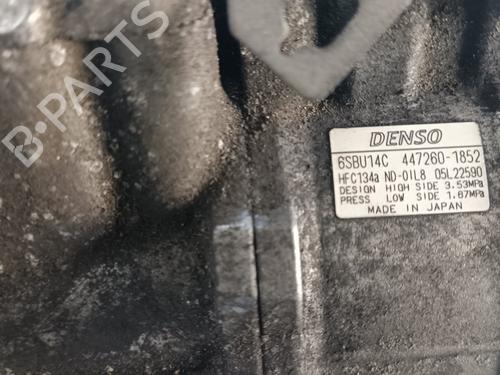 B-PARTS
DENSO
6SBU14C 447260-1852
HFC134a ND-OIL8 05L22590
DESIGN HIGH SIDE 3.53MPa
PRESS LOW SIDE 1.67MPa
MADE IN JAPAN